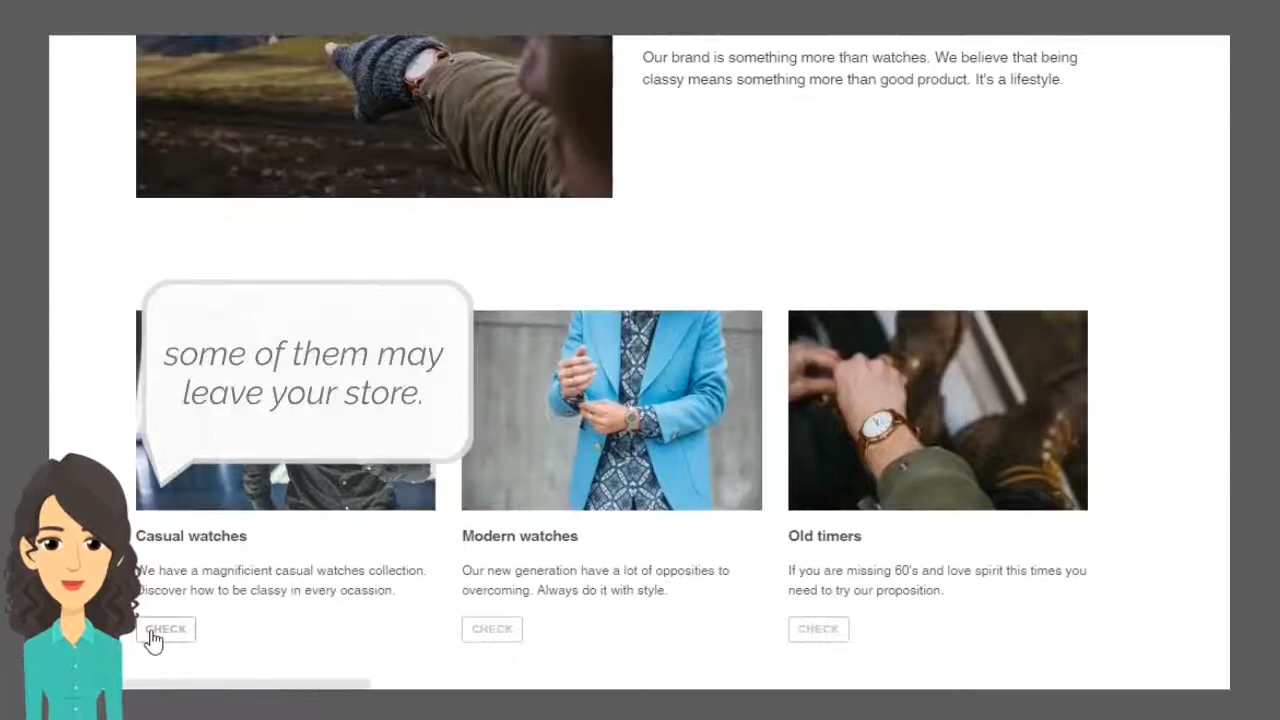 Our brand is something more than watches. We believe that being
classy means something more than good product. It's a lifestyle.
some of them may
leave your store.
Casual watches
We have a magnificient casual watches collection.
Discover how to be classy in every ocassion.
CHECK
Modern watches
Our new generation have a lot of opposities to
overcoming. Always do it with style.
CHECK
Old timers
If you are missing 60's and love spirit this times you
need to try our proposition.
CHECK